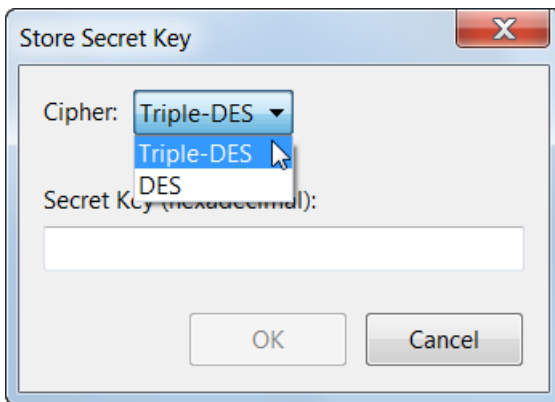 Store Secret Key
Cipher: Triple-DES
Triple-DES
DES
Secret Key (hexadecimal):
OK
Cancel